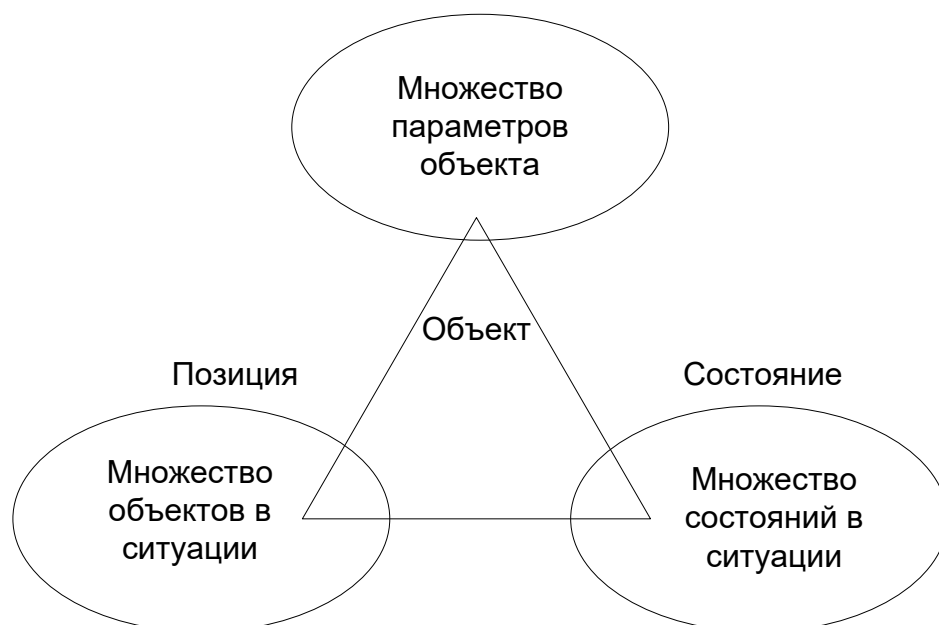 Множество
параметров
объекта
Объект
Позиция
Состояние
Множество
объектов в
ситуации
Множество
состояний в
ситуации